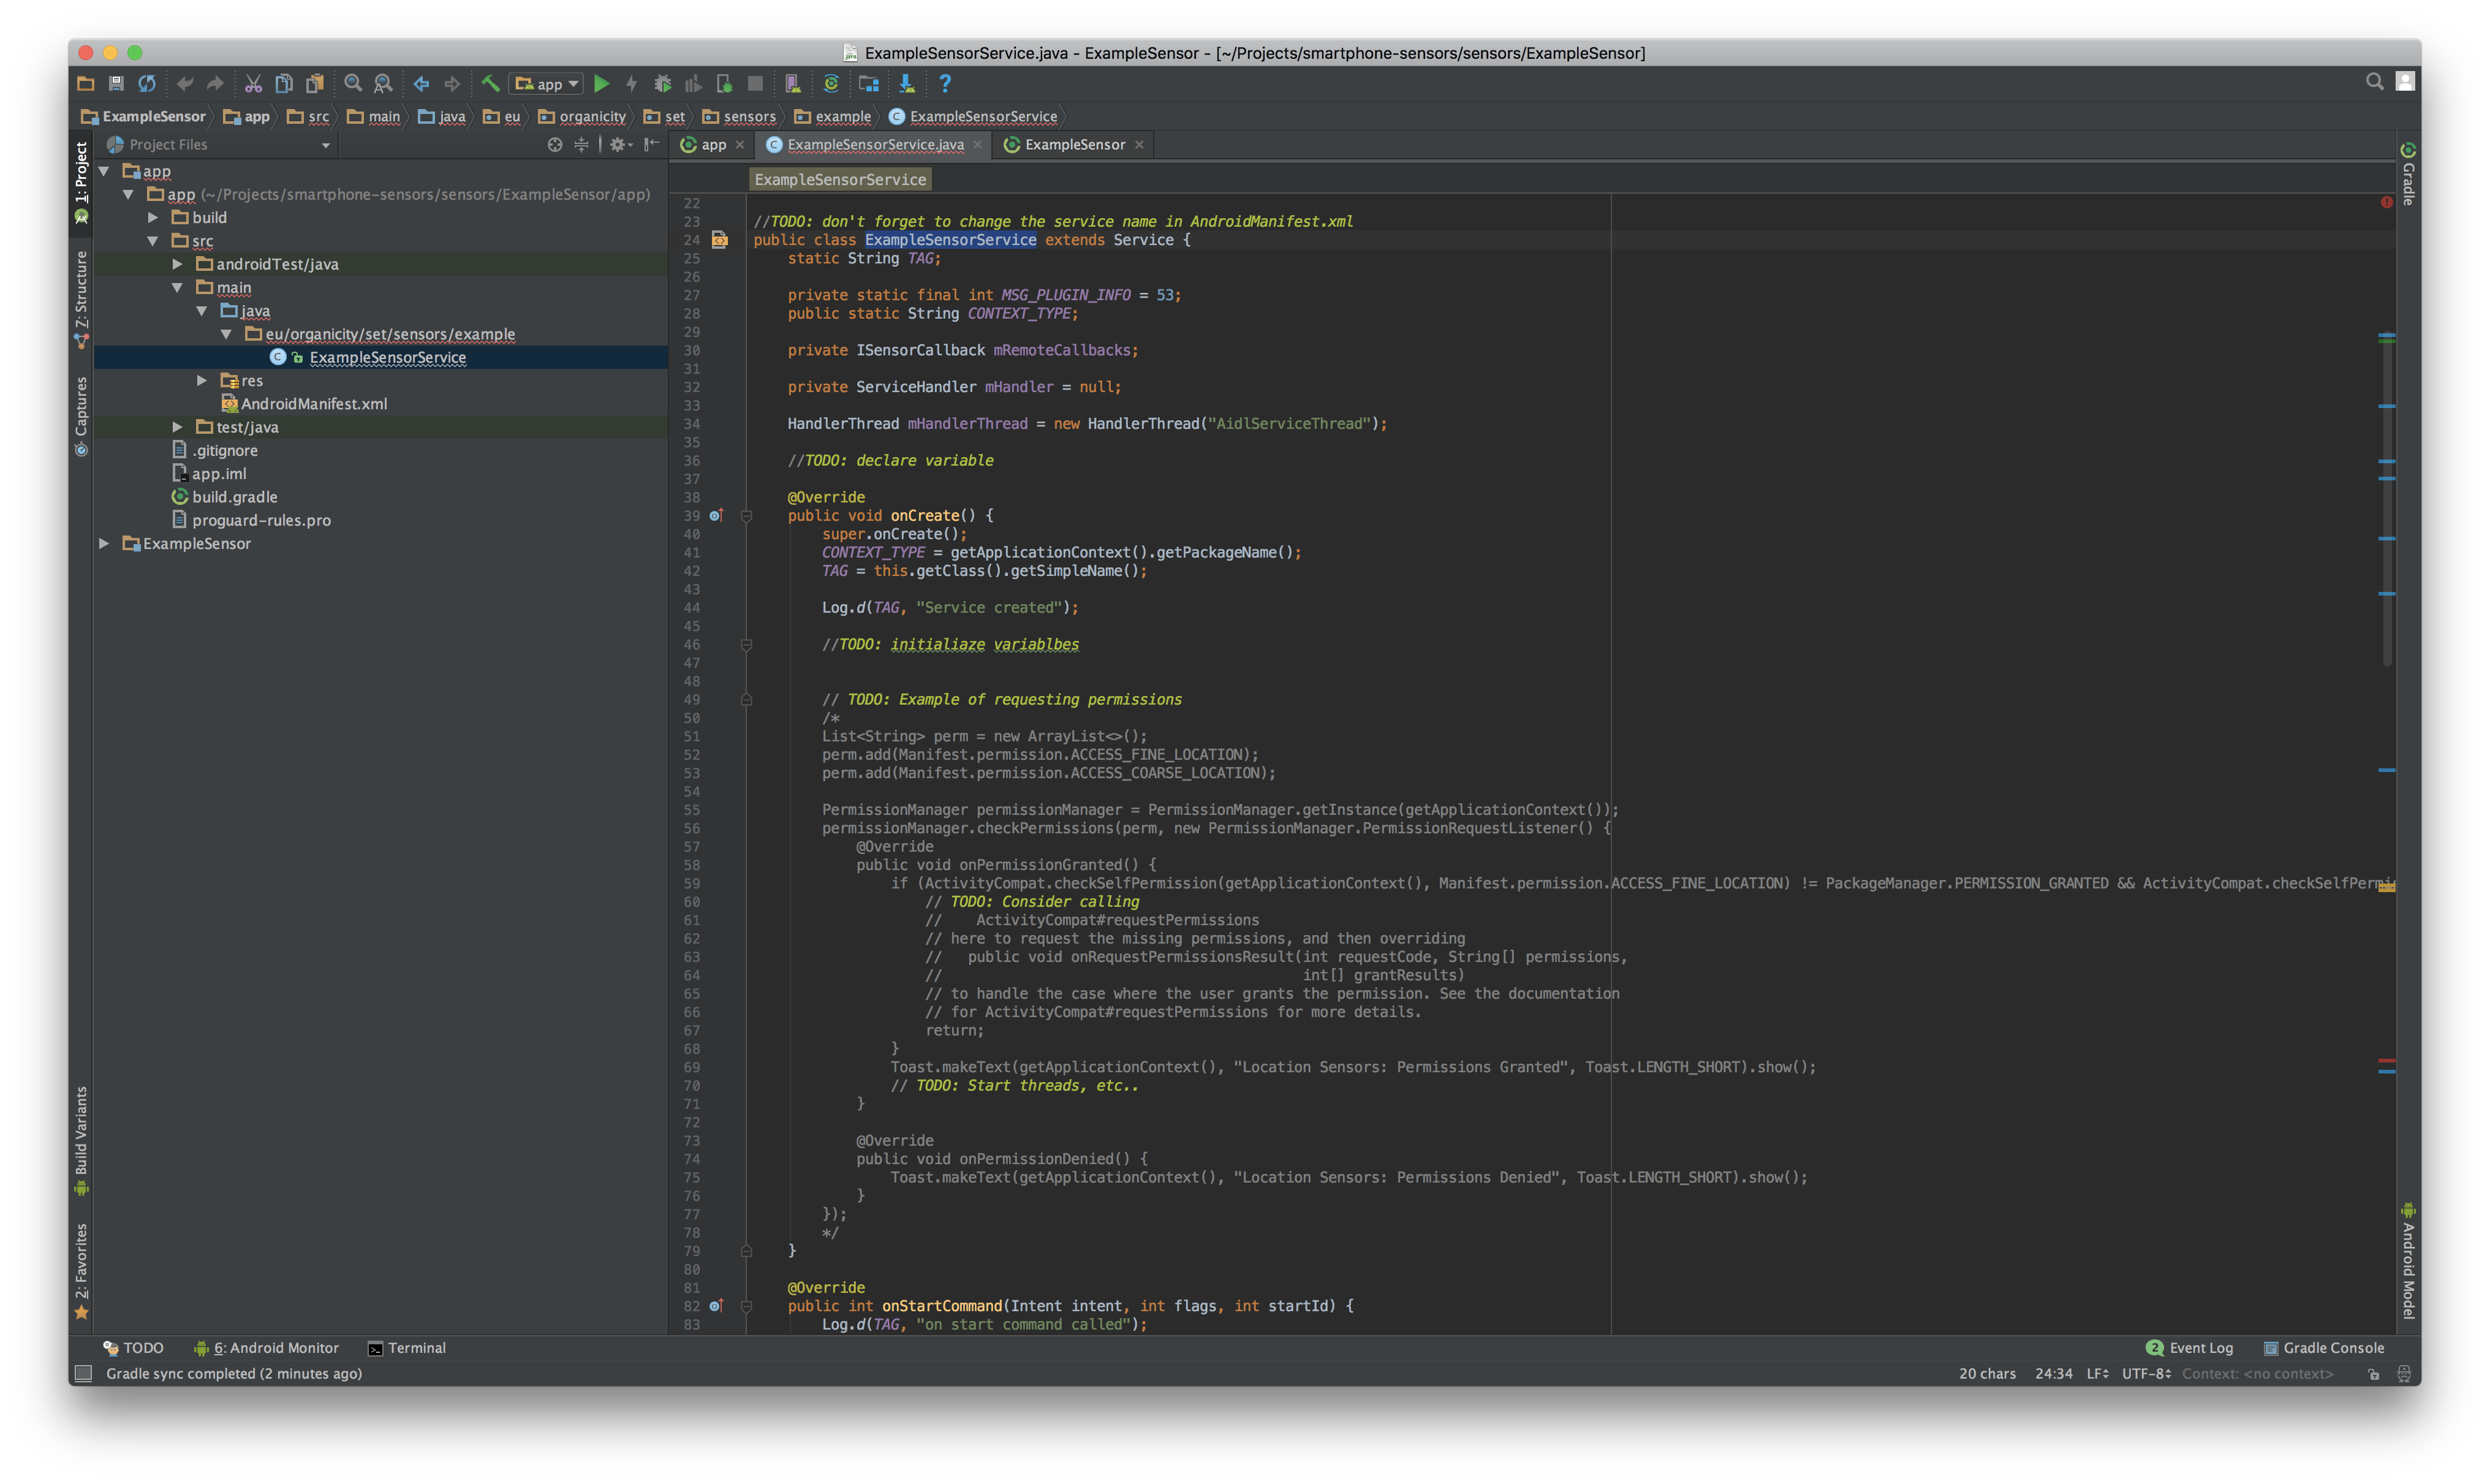 ExampleSensorService.java - ExampleSensor - [~/Projects/smartphone-sensors/sensors/ExampleSensor]
app
ExampleSensor app src main java eu organicity set sensors example ExampleSensorService
1: Project
Z: Structure
Captures
Build Variants
2: Favorites
Project Files
app
app (~/Projects/smartphone-sensors/sensors/ExampleSensor/app)
build
src
androidTest/java
main
java
eu/organicity/set/sensors/example
ExampleSensorService
res
AndroidManifest.xml
test/java
.gitignore
app.iml
build.gradle
proguard-rules.pro
ExampleSensor
app ExampleSensorService.java ExampleSensor
ExampleSensorService
22
23 //TODO: don't forget to change the service name in AndroidManifest.xml
24 public class ExampleSensorService extends Service {
25 static String TAG;
26
27 private static final int MSG_PLUGIN_INFO = 53;
28 public static String CONTEXT_TYPE;
29
30 private ISensorCallback mRemoteCallbacks;
31
32 private ServiceHandler mHandler = null;
33
34 HandlerThread mHandlerThread = new HandlerThread("AidlServiceThread");
35
36 //TODO: declare variable
37
38 @Override
39 public void onCreate() {
40 super.onCreate();
41 CONTEXT_TYPE = getApplicationContext().getPackageName();
42 TAG = this.getClass().getSimpleName();
43
44 Log.d(TAG, "Service created");
45
46 //TODO: initialiaze variablbes
47
48
49 // TODO: Example of requesting permissions
50 /*
51 List<String> perm = new ArrayList<>();
52 perm.add(Manifest.permission.ACCESS_FINE_LOCATION);
53 perm.add(Manifest.permission.ACCESS_COARSE_LOCATION);
54
55 PermissionManager permissionManager = PermissionManager.getInstance(getApplicationContext());
56 permissionManager.checkPermissions(perm, new PermissionManager.PermissionRequestListener() {
57 @Override
58 public void onPermissionGranted() {
59 if (ActivityCompat.checkSelfPermission(getApplicationContext(), Manifest.permission.ACCESS_FINE_LOCATION) != PackageManager.PERMISSION_GRANTED && ActivityCompat.checkSelfPermi
60 // TODO: Consider calling
61 // ActivityCompat#requestPermissions
62 // here to request the missing permissions, and then overriding
63 // public void onRequestPermissionsResult(int requestCode, String[] permissions,
64 // int[] grantResults)
65 // to handle the case where the user grants the permission. See the documentation
66 // for ActivityCompat#requestPermissions for more details.
67 return;
68 }
69 Toast.makeText(getApplicationContext(), "Location Sensors: Permissions Granted", Toast.LENGTH_SHORT).show();
70 // TODO: Start threads, etc..
71 }
72
73 @Override
74 public void onPermissionDenied() {
75 Toast.makeText(getApplicationContext(), "Location Sensors: Permissions Denied", Toast.LENGTH_SHORT).show();
76 }
77 });
78 */
79 }
80
81 @Override
82 public int onStartCommand(Intent intent, int flags, int startId) {
83 Log.d(TAG, "on start command called");
Gradle
Android Model
TODO 6: Android Monitor Terminal 2 Event Log Gradle Console
Gradle sync completed (2 minutes ago) 20 chars 24:34 LF UTF-8 Context: <no context>